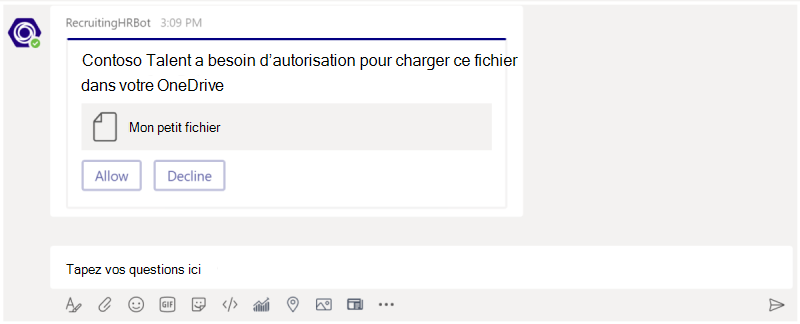 RecruitingHRBot 3:09 PM
Contoso Talent a besoin d'autorisation pour charger ce fichier
dans votre OneDrive
Mon petit fichier
Allow Decline
Tapez vos questions ici
GIF